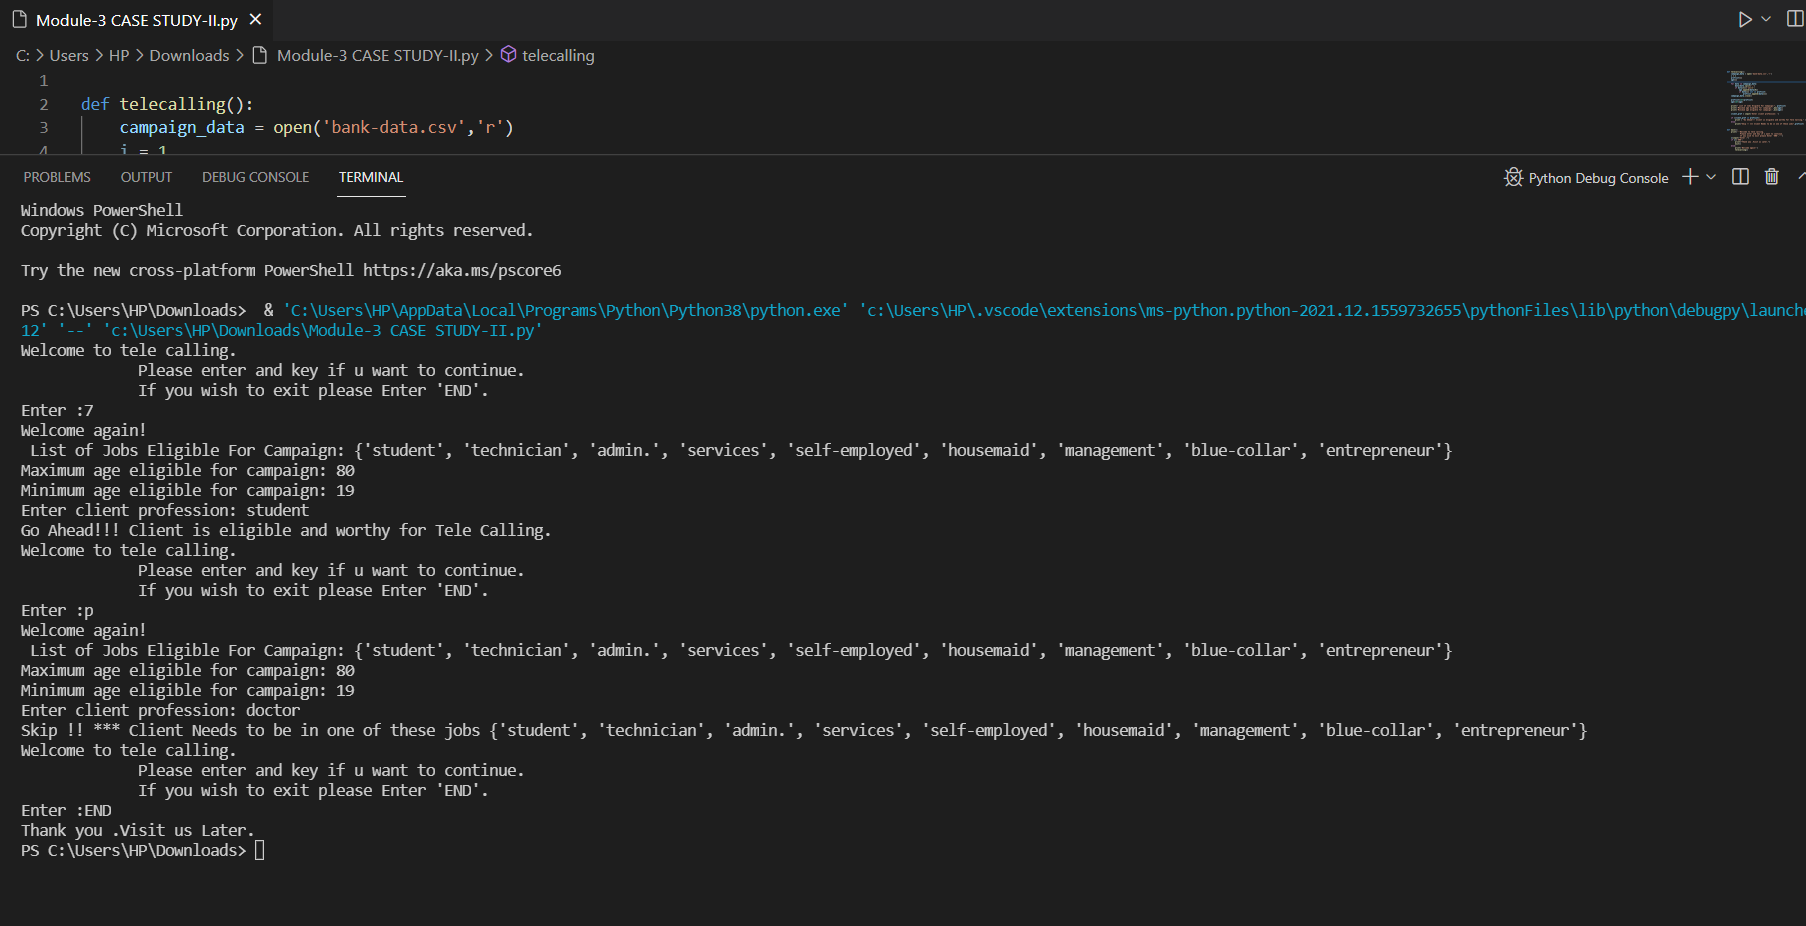 Module-3 CASE STUDY-II.py
C: > Users > HP > Downloads > Module-3 CASE STUDY-II.py > telecalling
1
2 def telecalling():
3 campaign_data = open('bank-data.csv','r')
4 i = 1
PROBLEMS OUTPUT DEBUG CONSOLE TERMINAL Python Debug Console
Windows PowerShell
Copyright (C) Microsoft Corporation. All rights reserved.
Try the new cross-platform PowerShell https://aka.ms/pscore6
PS C:\Users\HP\Downloads>  & 'C:\Users\HP\AppData\Local\Programs\Python\Python38\python.exe' 'c:\Users\HP\.vscode\extensions\ms-python.python-2021.12.1559732655\pythonFiles\lib\python\debugpy\launche
12' '--' 'c:\Users\HP\Downloads\Module-3 CASE STUDY-II.py'
Welcome to tele calling.
Please enter and key if u want to continue.
If you wish to exit please Enter 'END'.
Enter :7
Welcome again!
List of Jobs Eligible For Campaign: {'student', 'technician', 'admin.', 'services', 'self-employed', 'housemaid', 'management', 'blue-collar', 'entrepreneur'}
Maximum age eligible for campaign: 80
Minimum age eligible for campaign: 19
Enter client profession: student
Go Ahead!!! Client is eligible and worthy for Tele Calling.
Welcome to tele calling.
Please enter and key if u want to continue.
If you wish to exit please Enter 'END'.
Enter :p
Welcome again!
List of Jobs Eligible For Campaign: {'student', 'technician', 'admin.', 'services', 'self-employed', 'housemaid', 'management', 'blue-collar', 'entrepreneur'}
Maximum age eligible for campaign: 80
Minimum age eligible for campaign: 19
Enter client profession: doctor
Skip !! *** Client Needs to be in one of these jobs {'student', 'technician', 'admin.', 'services', 'self-employed', 'housemaid', 'management', 'blue-collar', 'entrepreneur'}
Welcome to tele calling.
Please enter and key if u want to continue.
If you wish to exit please Enter 'END'.
Enter :END
Thank you .Visit us Later.
PS C:\Users\HP\Downloads>